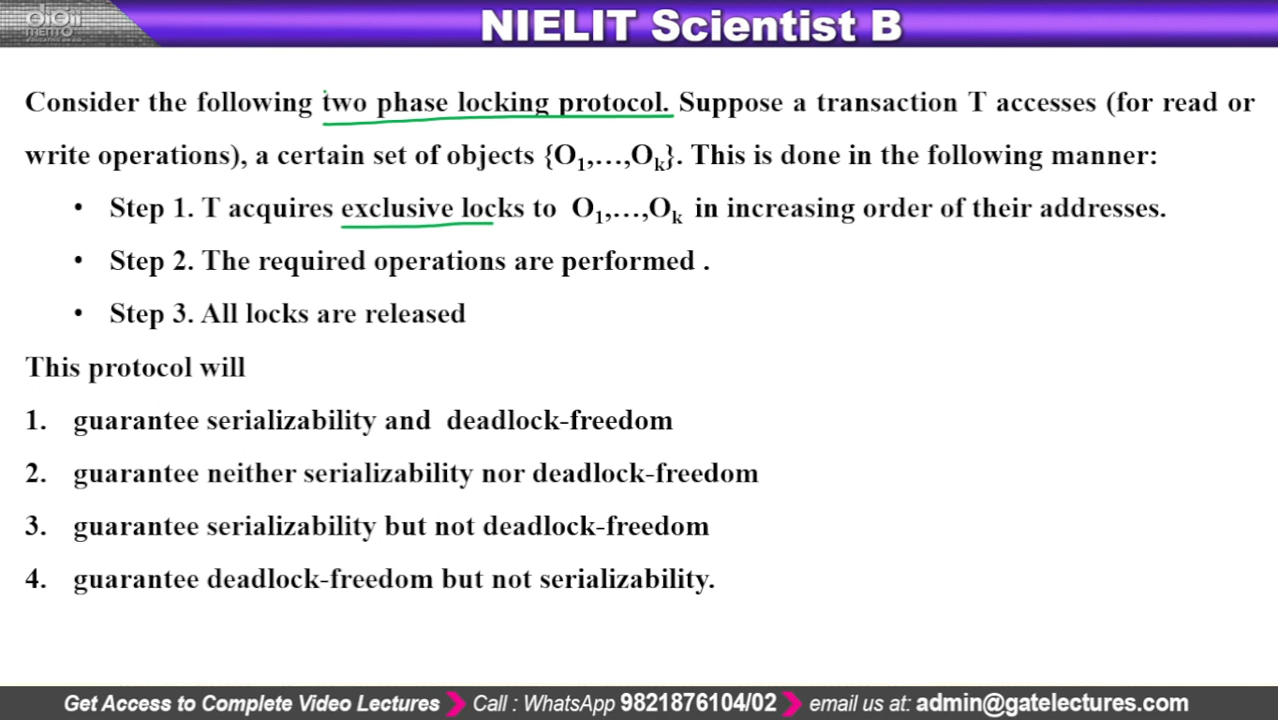 digii
mento
EDUCATION ON GO
NIELIT Scientist B
Consider the following two phase locking protocol. Suppose a transaction T accesses (for read or
write operations), a certain set of objects {O1,...,Ok}. This is done in the following manner:
• Step 1. T acquires exclusive locks to O1,...,Ok in increasing order of their addresses.
• Step 2. The required operations are performed .
• Step 3. All locks are released
This protocol will
1. guarantee serializability and deadlock-freedom
2. guarantee neither serializability nor deadlock-freedom
3. guarantee serializability but not deadlock-freedom
4. guarantee deadlock-freedom but not serializability.
Get Access to Complete Video Lectures Call : WhatsApp 9821876104/02 email us at: admin@gatelectures.com